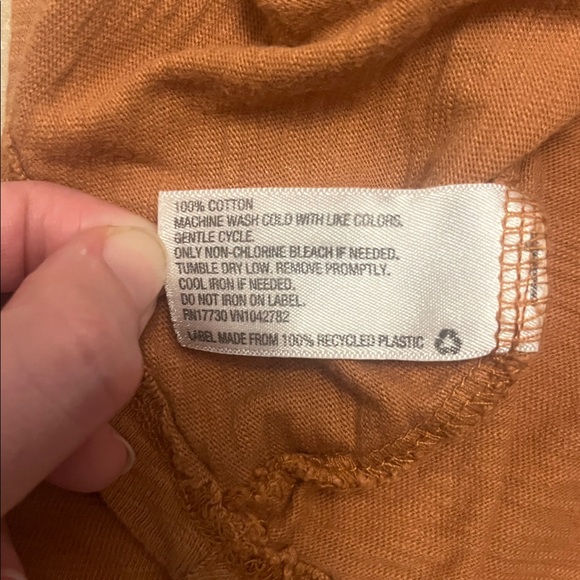 100% COTTON
MACHINE WASH COLD WITH LIKE COLORS.
GENTLE CYCLE.
ONLY NON-CHLORINE BLEACH IF NEEDED.
TUMBLE DRY LOW. REMOVE PROMPTLY.
COOL IRON IF NEEDED.
DO NOT IRON ON LABEL.
RN17730 VN1042782
LABEL MADE FROM 100% RECYCLED PLASTIC